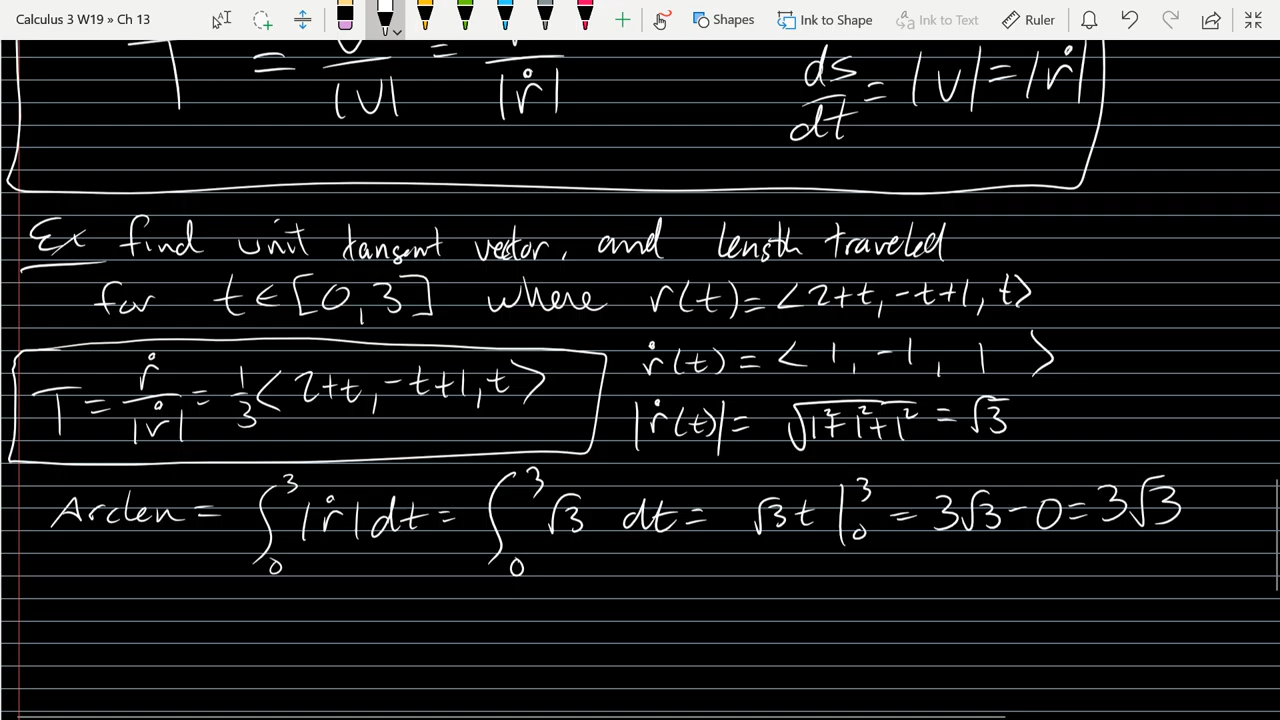 Calculus 3 W19 » Ch 13 Shapes Ink to Shape Ink to Text Ruler
T = v/|v| = r/|ṙ| ds/dt = |v| = |ṙ|
Ex find unit tangent vector, and length traveled
for t ∈ [0,3] where r(t)=<2+t, -t+1, t>
ṙ(t) = < 1, -1, 1 >
T = ṙ/|ṙ| = 1/3 <2+t, -t+1, t>
|ṙ(t)| = √(1²+1²+1²) = √3
Arclen = ∫₀³ |ṙ| dt = ∫₀³ √3 dt = √3t |₀³ = 3√3 - 0 = 3√3